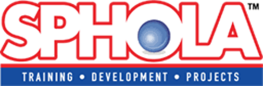 SPHOLA™
TRAINING • DEVELOPMENT • PROJECTS